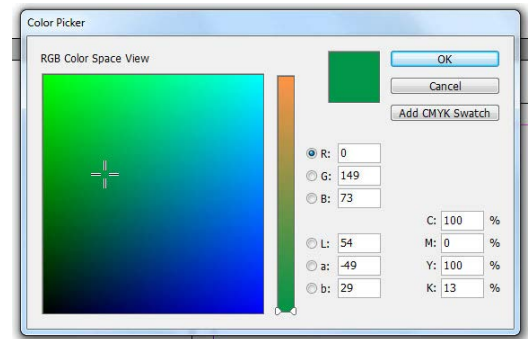 Color Picker
RGB Color Space View
OK
Cancel
Add CMYK Swatch
R: 0
G: 149
B: 73
L: 54
a: -49
b: 29
C: 100 %
M: 0 %
Y: 100 %
K: 13 %